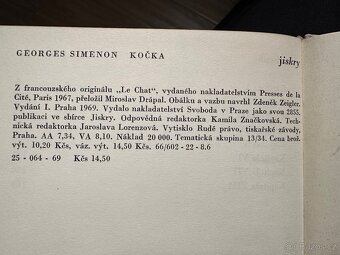 GEORGES SIMENON KOČKA
jiskry
Z francouzského originálu „Le Chat", vydaného nakladatelstvím Presses de la
Cité, Paris 1967, přeložil Miroslav Drápal. Obálku a vazbu navrhl Zdeněk Zeigler.
Vydání I. Praha 1969. Vydalo nakladatelství Svoboda v Praze jako svou 2855.
publikaci ve sbírce Jiskry. Odpovědná redaktorka Kamila Značkovská. Tech-
nická redaktorka Jaroslava Lorenzová. Vytisklo Rudé právo, tiskařské závody,
Praha. AA 7,34, VA 8,10. Náklad 20 000. Tematická skupina 13/34. Cena brož.
výt. 10,20 Kčs, váz. výt. 14,50 Kčs. 66/602 - 22 - 8.6
25 - 064 - 69 Kčs 14,50